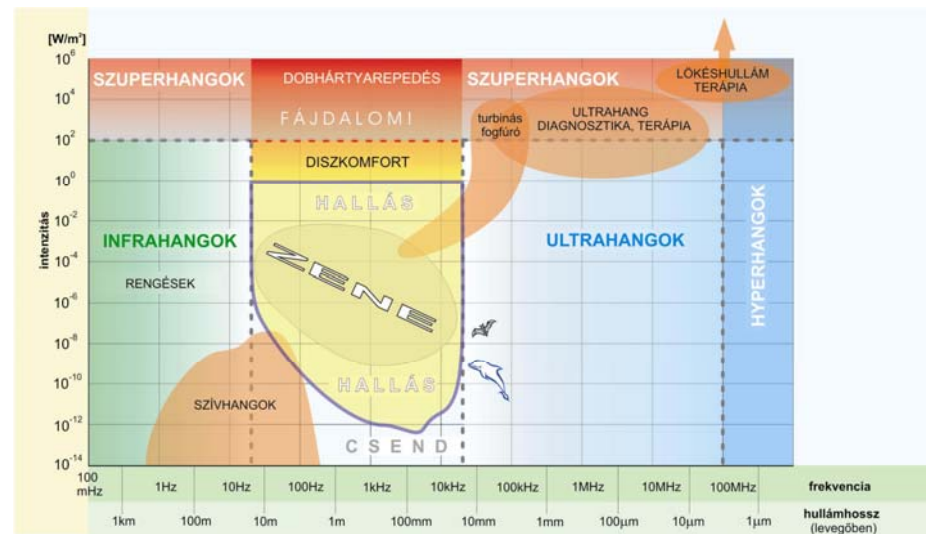 [W/m²]
10⁶
10⁴
10²
10⁰
10⁻²
10⁻⁴
10⁻⁶
10⁻⁸
10⁻¹⁰
10⁻¹²
10⁻¹⁴
intenzitás
SZUPERHANGOK
DOBHÁRTYAREPEDÉS
SZUPERHANGOK
LÖKÉSHULLÁM
TERÁPIA
FÁJDALOMI
turbinás
fogfúró
ULTRAHANG
DIAGNOSZTIKA, TERÁPIA
DISZKOMFORT
HALLÁS
INFRAHANGOK
ZENE
ULTRAHANGOK
HYPERHANGOK
RENGÉSEK
HALLÁS
SZÍVHANGOK
CSEND
100
mHz
1Hz
10Hz
100Hz
1kHz
10kHz
100kHz
1MHz
10MHz
100MHz
frekvencia
1km
100m
10m
1m
100mm
10mm
1mm
100µm
10µm
1µm
hullámhossz
(levegőben)